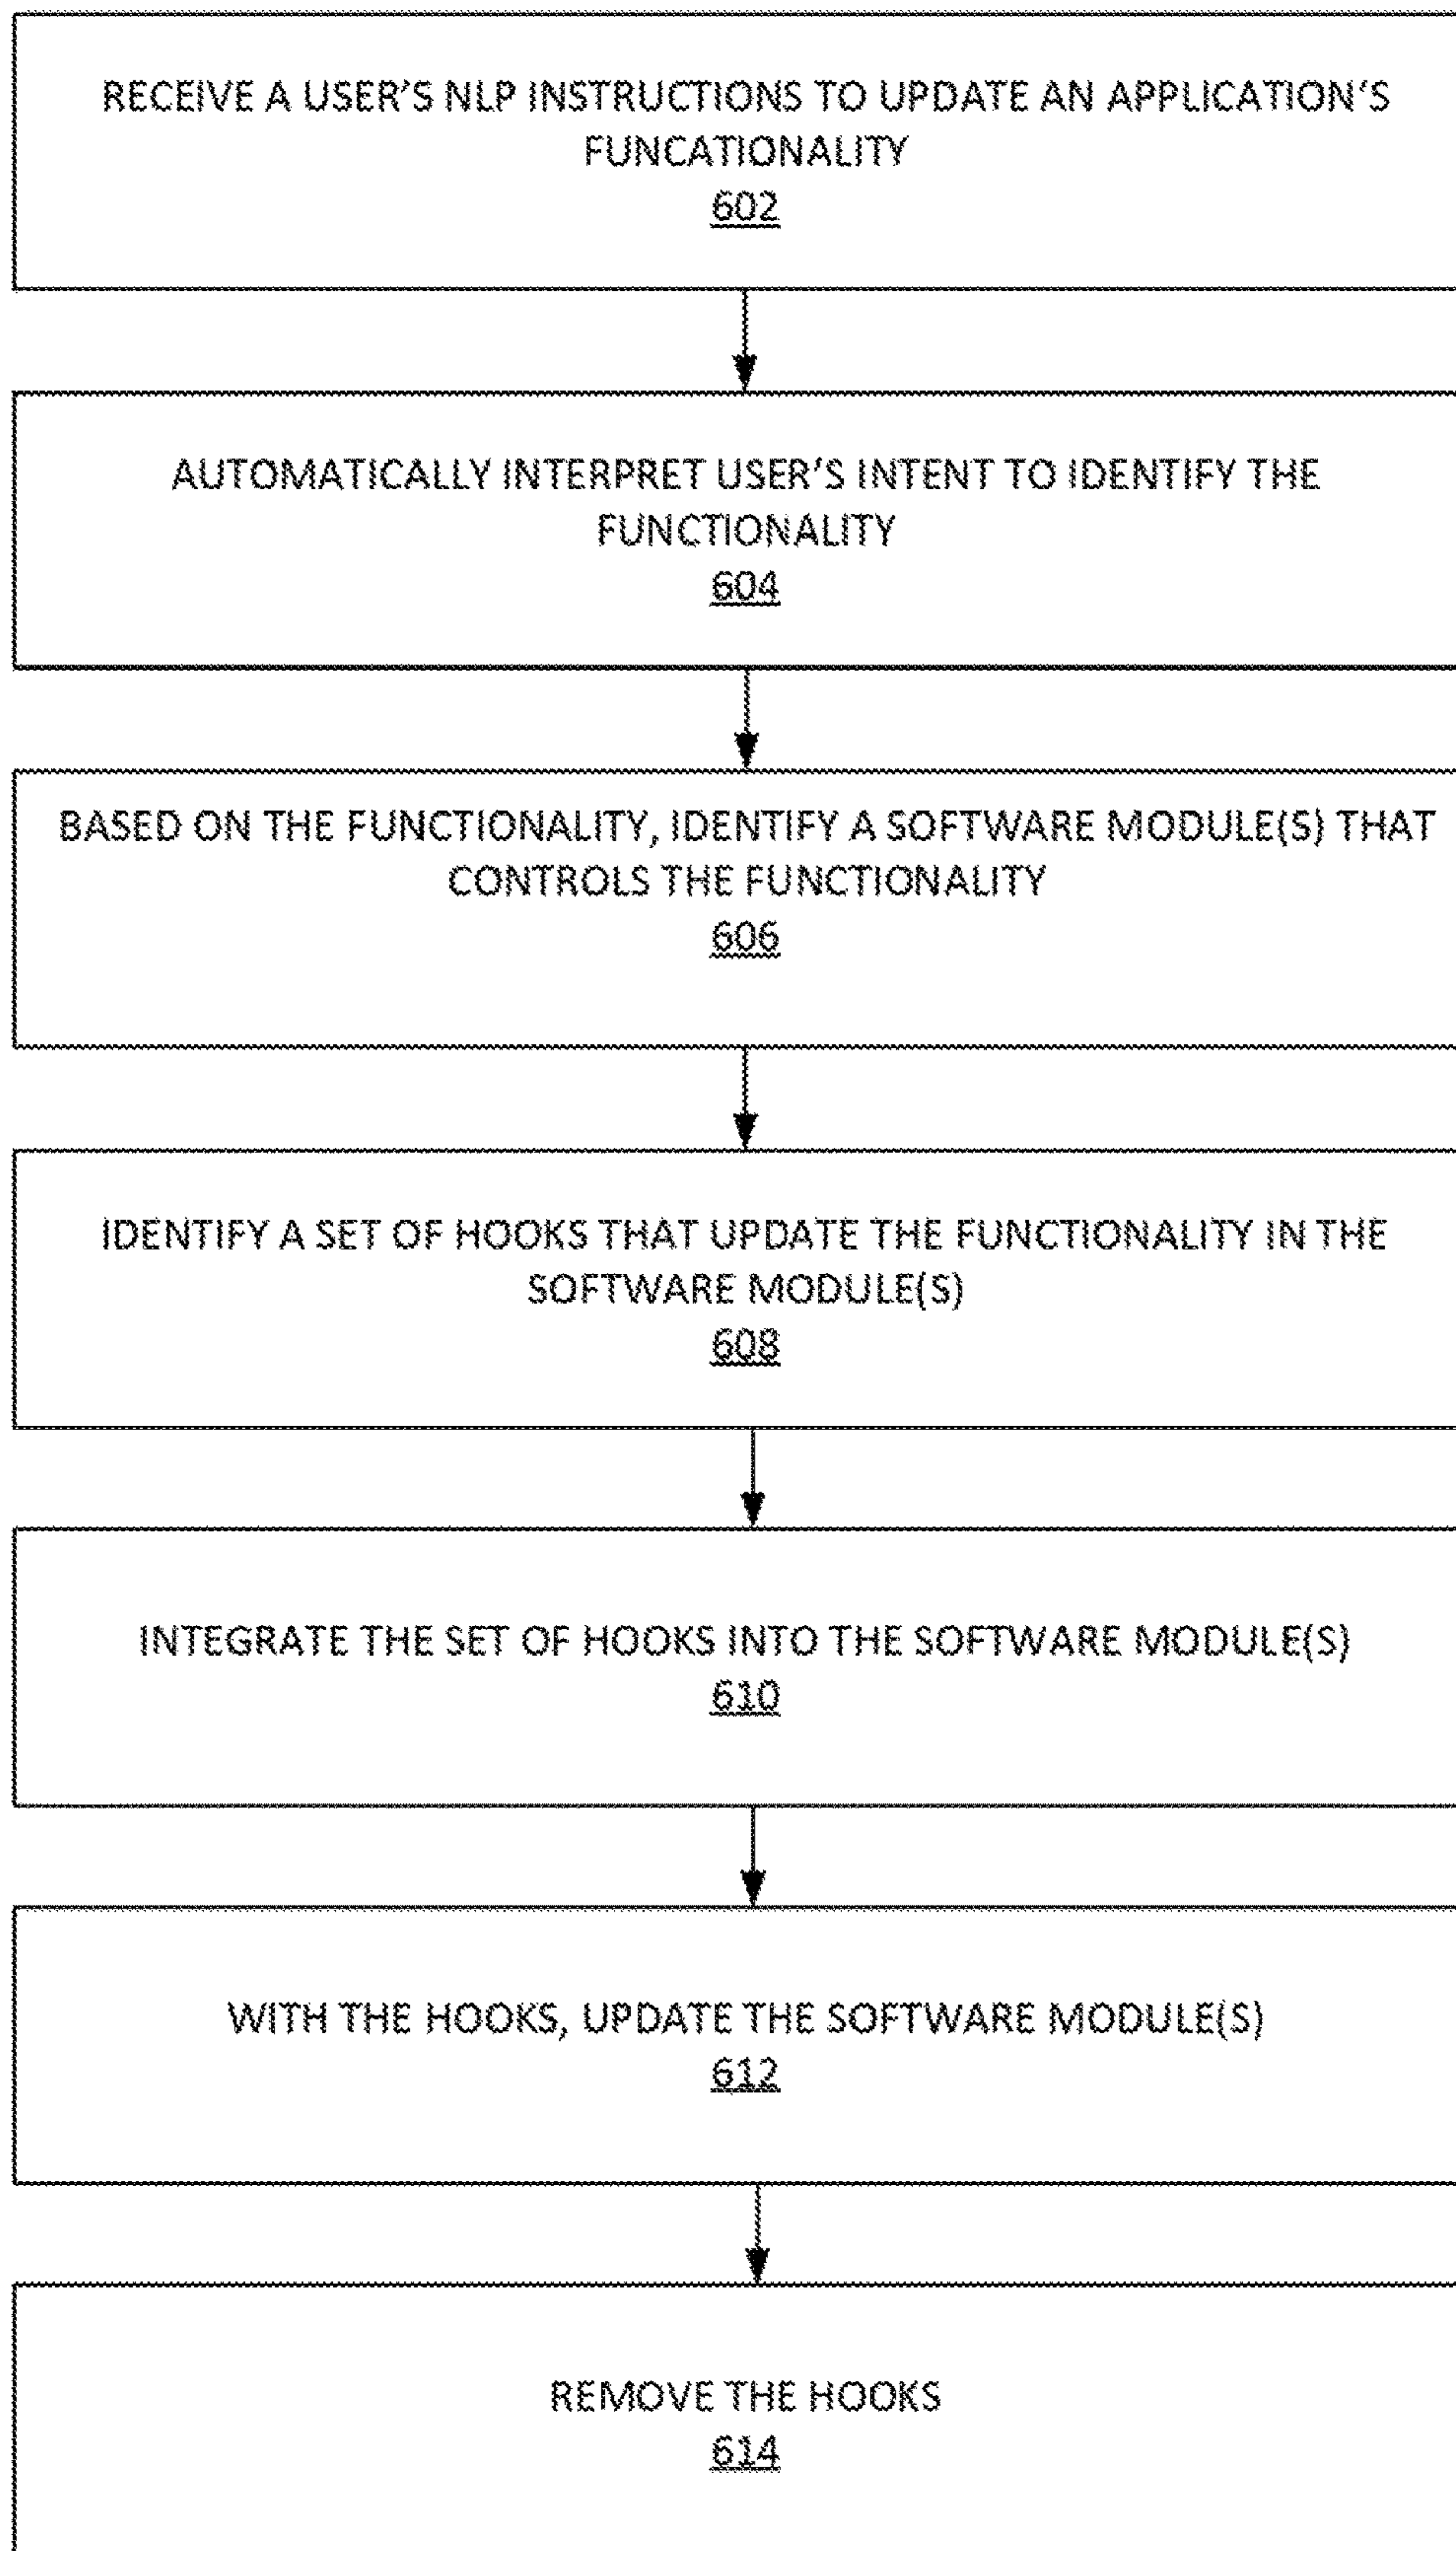 RECEIVE A USER'S NLP INSTRUCTIONS TO UPDATE AN APPLICATION'S
FUNCATIONALITY
602
AUTOMATICALLY INTERPRET USER'S INTENT TO IDENTIFY THE
FUNCTIONALITY
604
BASED ON THE FUNCTIONALITY, IDENTIFY A SOFTWARE MODULE(S) THAT
CONTROLS THE FUNCTIONALITY
606
IDENTIFY A SET OF HOOKS THAT UPDATE THE FUNCTIONALITY IN THE
SOFTWARE MODULE(S)
608
INTEGRATE THE SET OF HOOKS INTO THE SOFTWARE MODULE(S)
610
WITH THE HOOKS, UPDATE THE SOFTWARE MODULE(S)
612
REMOVE THE HOOKS
614